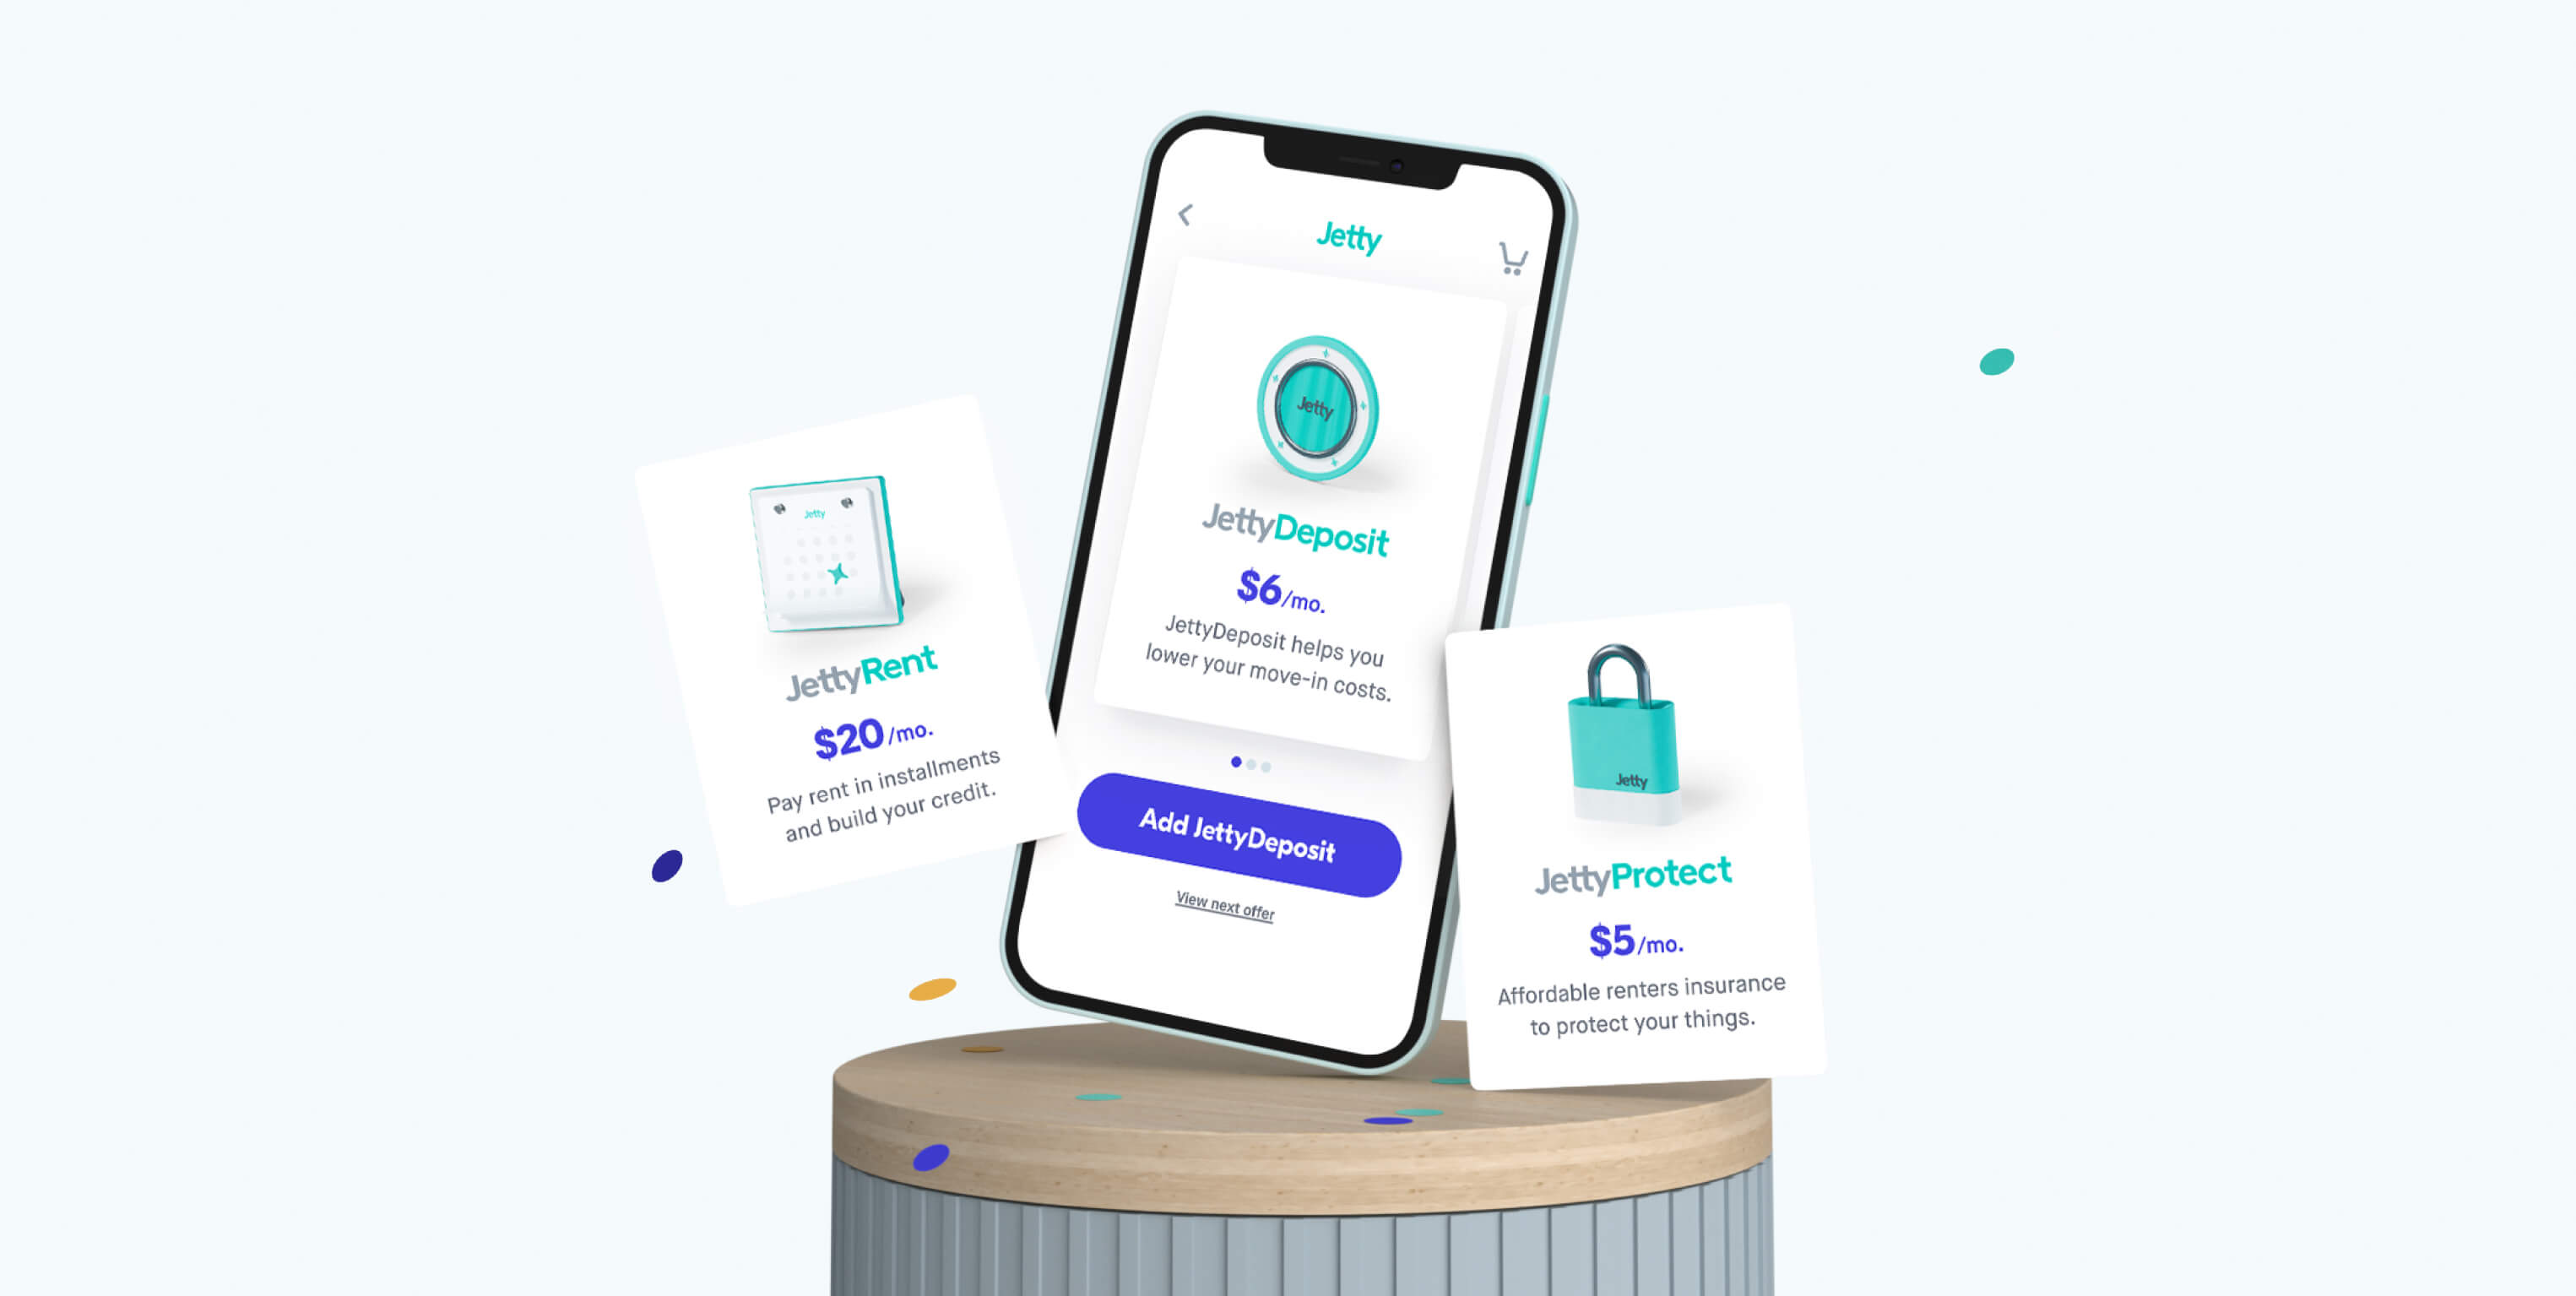 Jetty
Jetty
JettyDeposit
$6/mo.
JettyDeposit helps you
lower your move-in costs.
Add JettyDeposit
View next offer
Jetty
JettyRent
$20/mo.
Pay rent in installments
and build your credit.
Jetty
JettyProtect
$5/mo.
Affordable renters insurance
to protect your things.